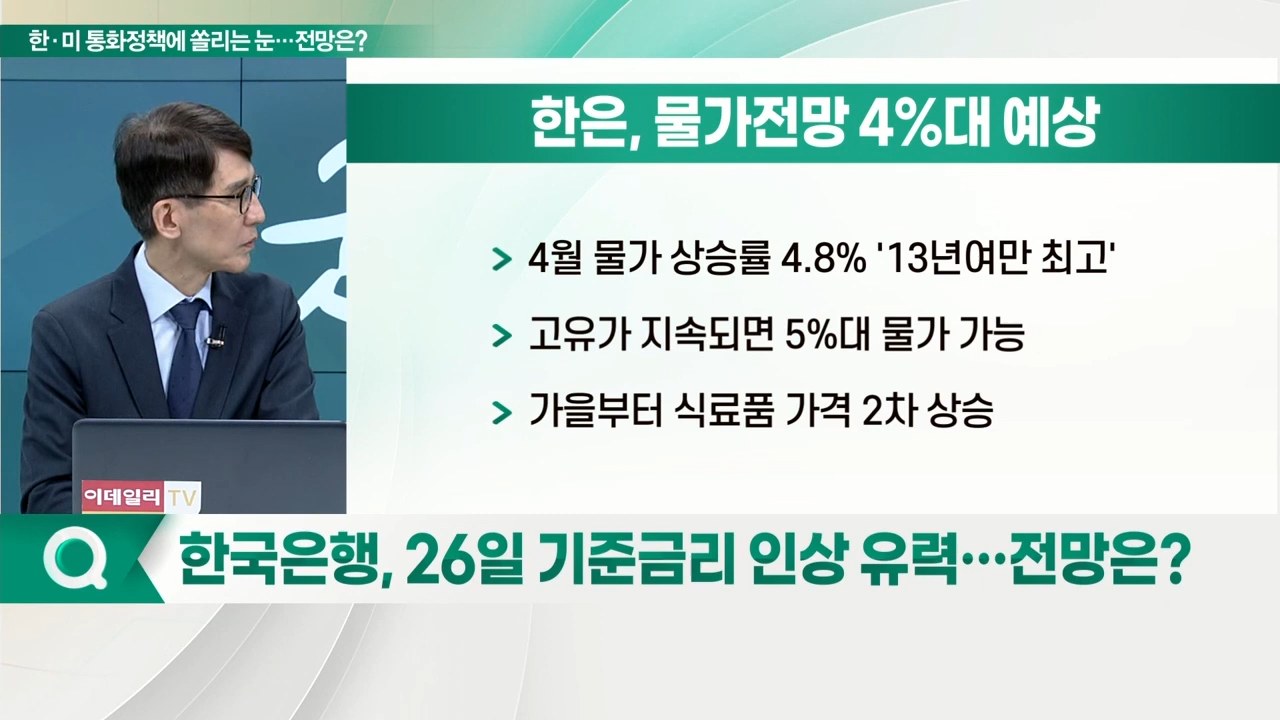 한·미 통화정책에 쏠리는 눈…전망은?
한은, 물가전망 4%대 예상
> 4월 물가 상승률 4.8% '13년여만 최고'
> 고유가 지속되면 5%대 물가 가능
> 가을부터 식료품 가격 2차 상승
이데일리 TV
Q 한국은행, 26일 기준금리 인상 유력…전망은?